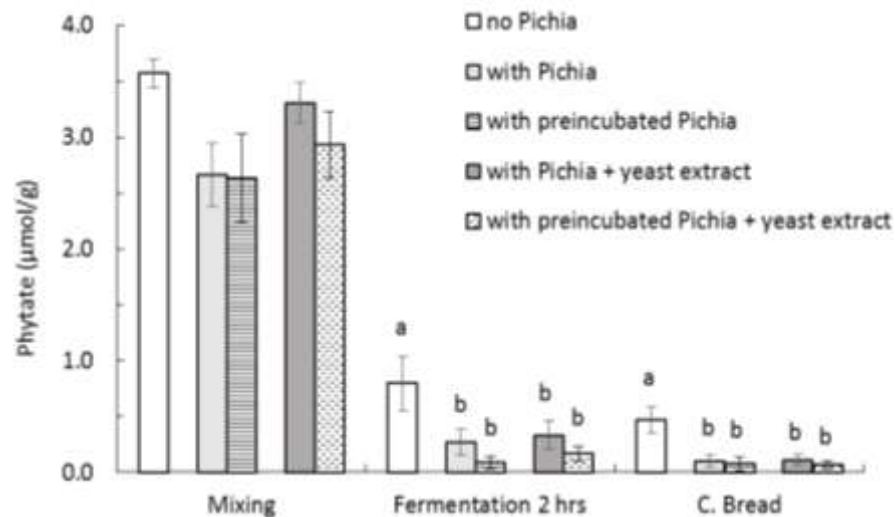 4.0
3.0
2.0
1.0
0.0
Phytate (µmol/g)
no Pichia
with Pichia
with preincubated Pichia
with Pichia + yeast extract
with preincubated Pichia + yeast extract
a
b
b
b
b
a
b
b
b
b
Mixing
Fermentation 2 hrs
C. Bread